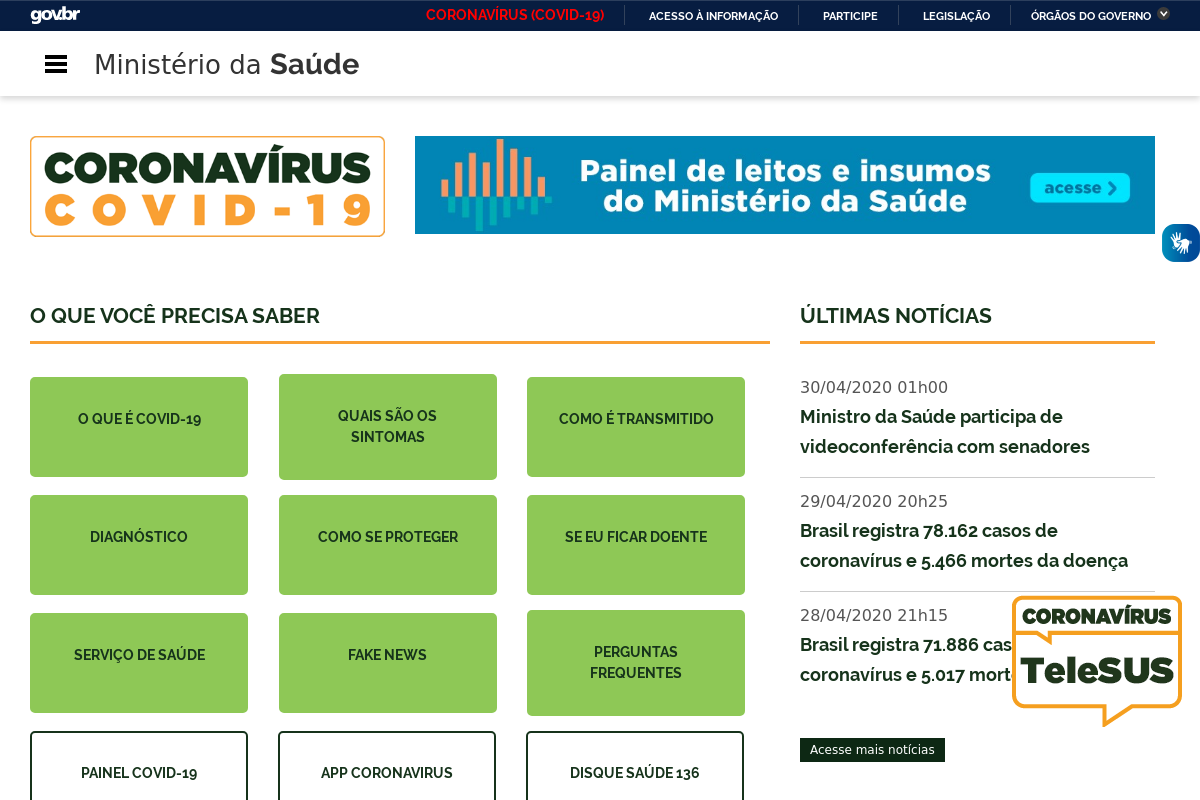 gov.br
CORONAVÍRUS (COVID-19)
ACESSO À INFORMAÇÃO
PARTICIPE
LEGISLAÇÃO
ÓRGÃOS DO GOVERNO
Ministério da Saúde
CORONAVÍRUS
COVID-19
Painel de leitos e insumos
do Ministério da Saúde
acesse
O QUE VOCÊ PRECISA SABER
O QUE É COVID-19
QUAIS SÃO OS
SINTOMAS
COMO É TRANSMITIDO
DIAGNÓSTICO
COMO SE PROTEGER
SE EU FICAR DOENTE
SERVIÇO DE SAÚDE
FAKE NEWS
PERGUNTAS
FREQUENTES
PAINEL COVID-19
APP CORONAVIRUS
DISQUE SAÚDE 136
ÚLTIMAS NOTÍCIAS
30/04/2020 01h00
Ministro da Saúde participa de
videoconferência com senadores
29/04/2020 20h25
Brasil registra 78.162 casos de
coronavírus e 5.466 mortes da doença
28/04/2020 21h15
Brasil registra 71.886
coronavírus e 5.017
CORONAVÍRUS
TeleSUS
Acesse mais notícias